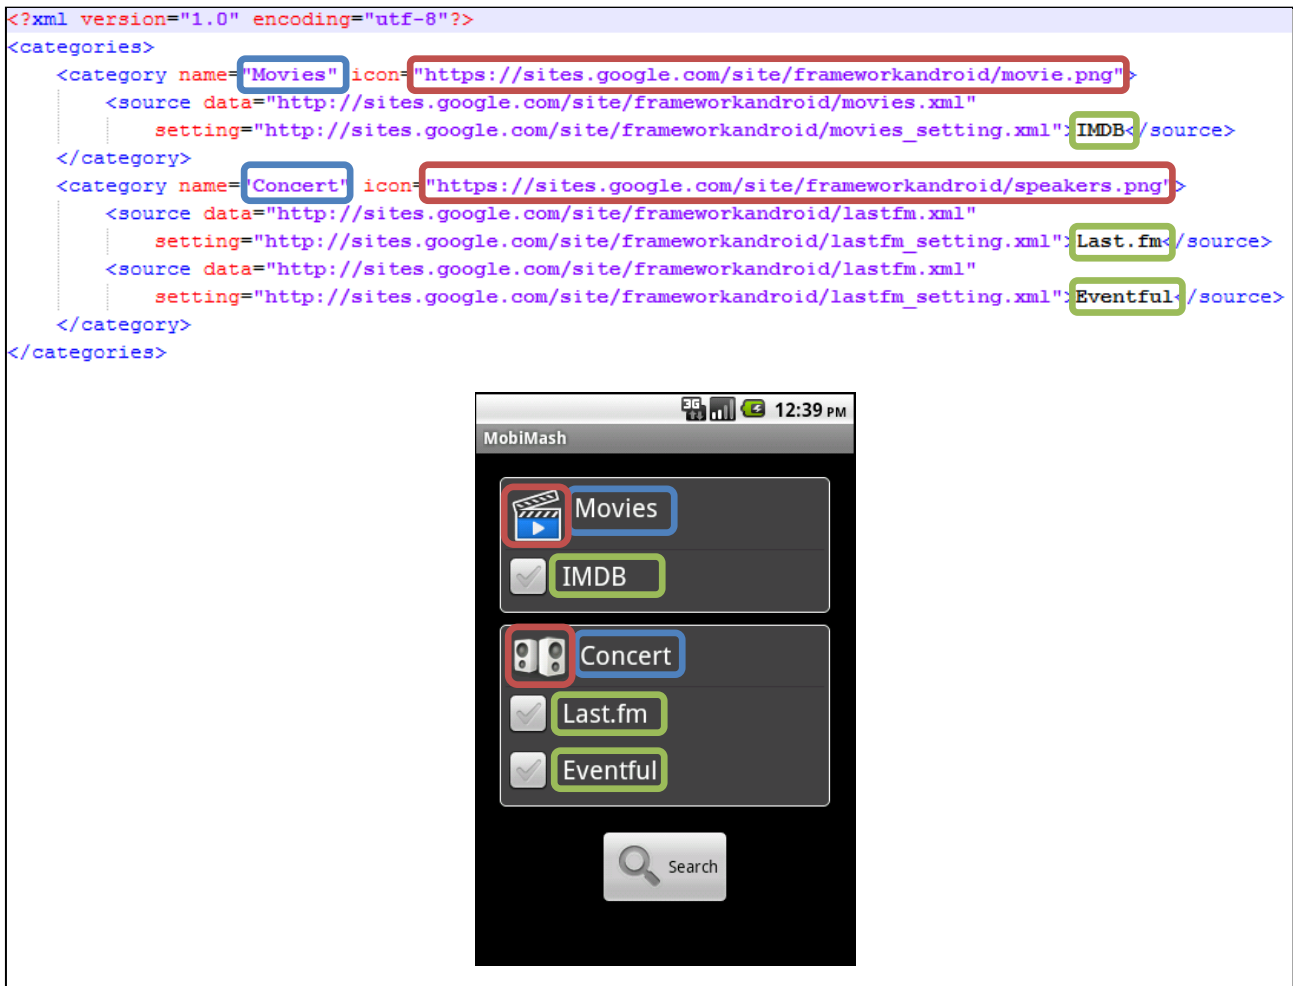 <?xml version="1.0" encoding="utf-8"?>
<categories>
<category name="Movies" icon="https://sites.google.com/site/frameworkandroid/movie.png">
<source data="http://sites.google.com/site/frameworkandroid/movies.xml"
setting="http://sites.google.com/site/frameworkandroid/movies_setting.xml">IMDB</source>
</category>
<category name="Concert" icon="https://sites.google.com/site/frameworkandroid/speakers.png">
<source data="http://sites.google.com/site/frameworkandroid/lastfm.xml"
setting="http://sites.google.com/site/frameworkandroid/lastfm_setting.xml">Last.fm</source>
<source data="http://sites.google.com/site/frameworkandroid/lastfm.xml"
setting="http://sites.google.com/site/frameworkandroid/lastfm_setting.xml">Eventful</source>
</category>
</categories>
3G 12:39 PM
MobiMash
Movies
IMDB
Concert
Last.fm
Eventful
Search